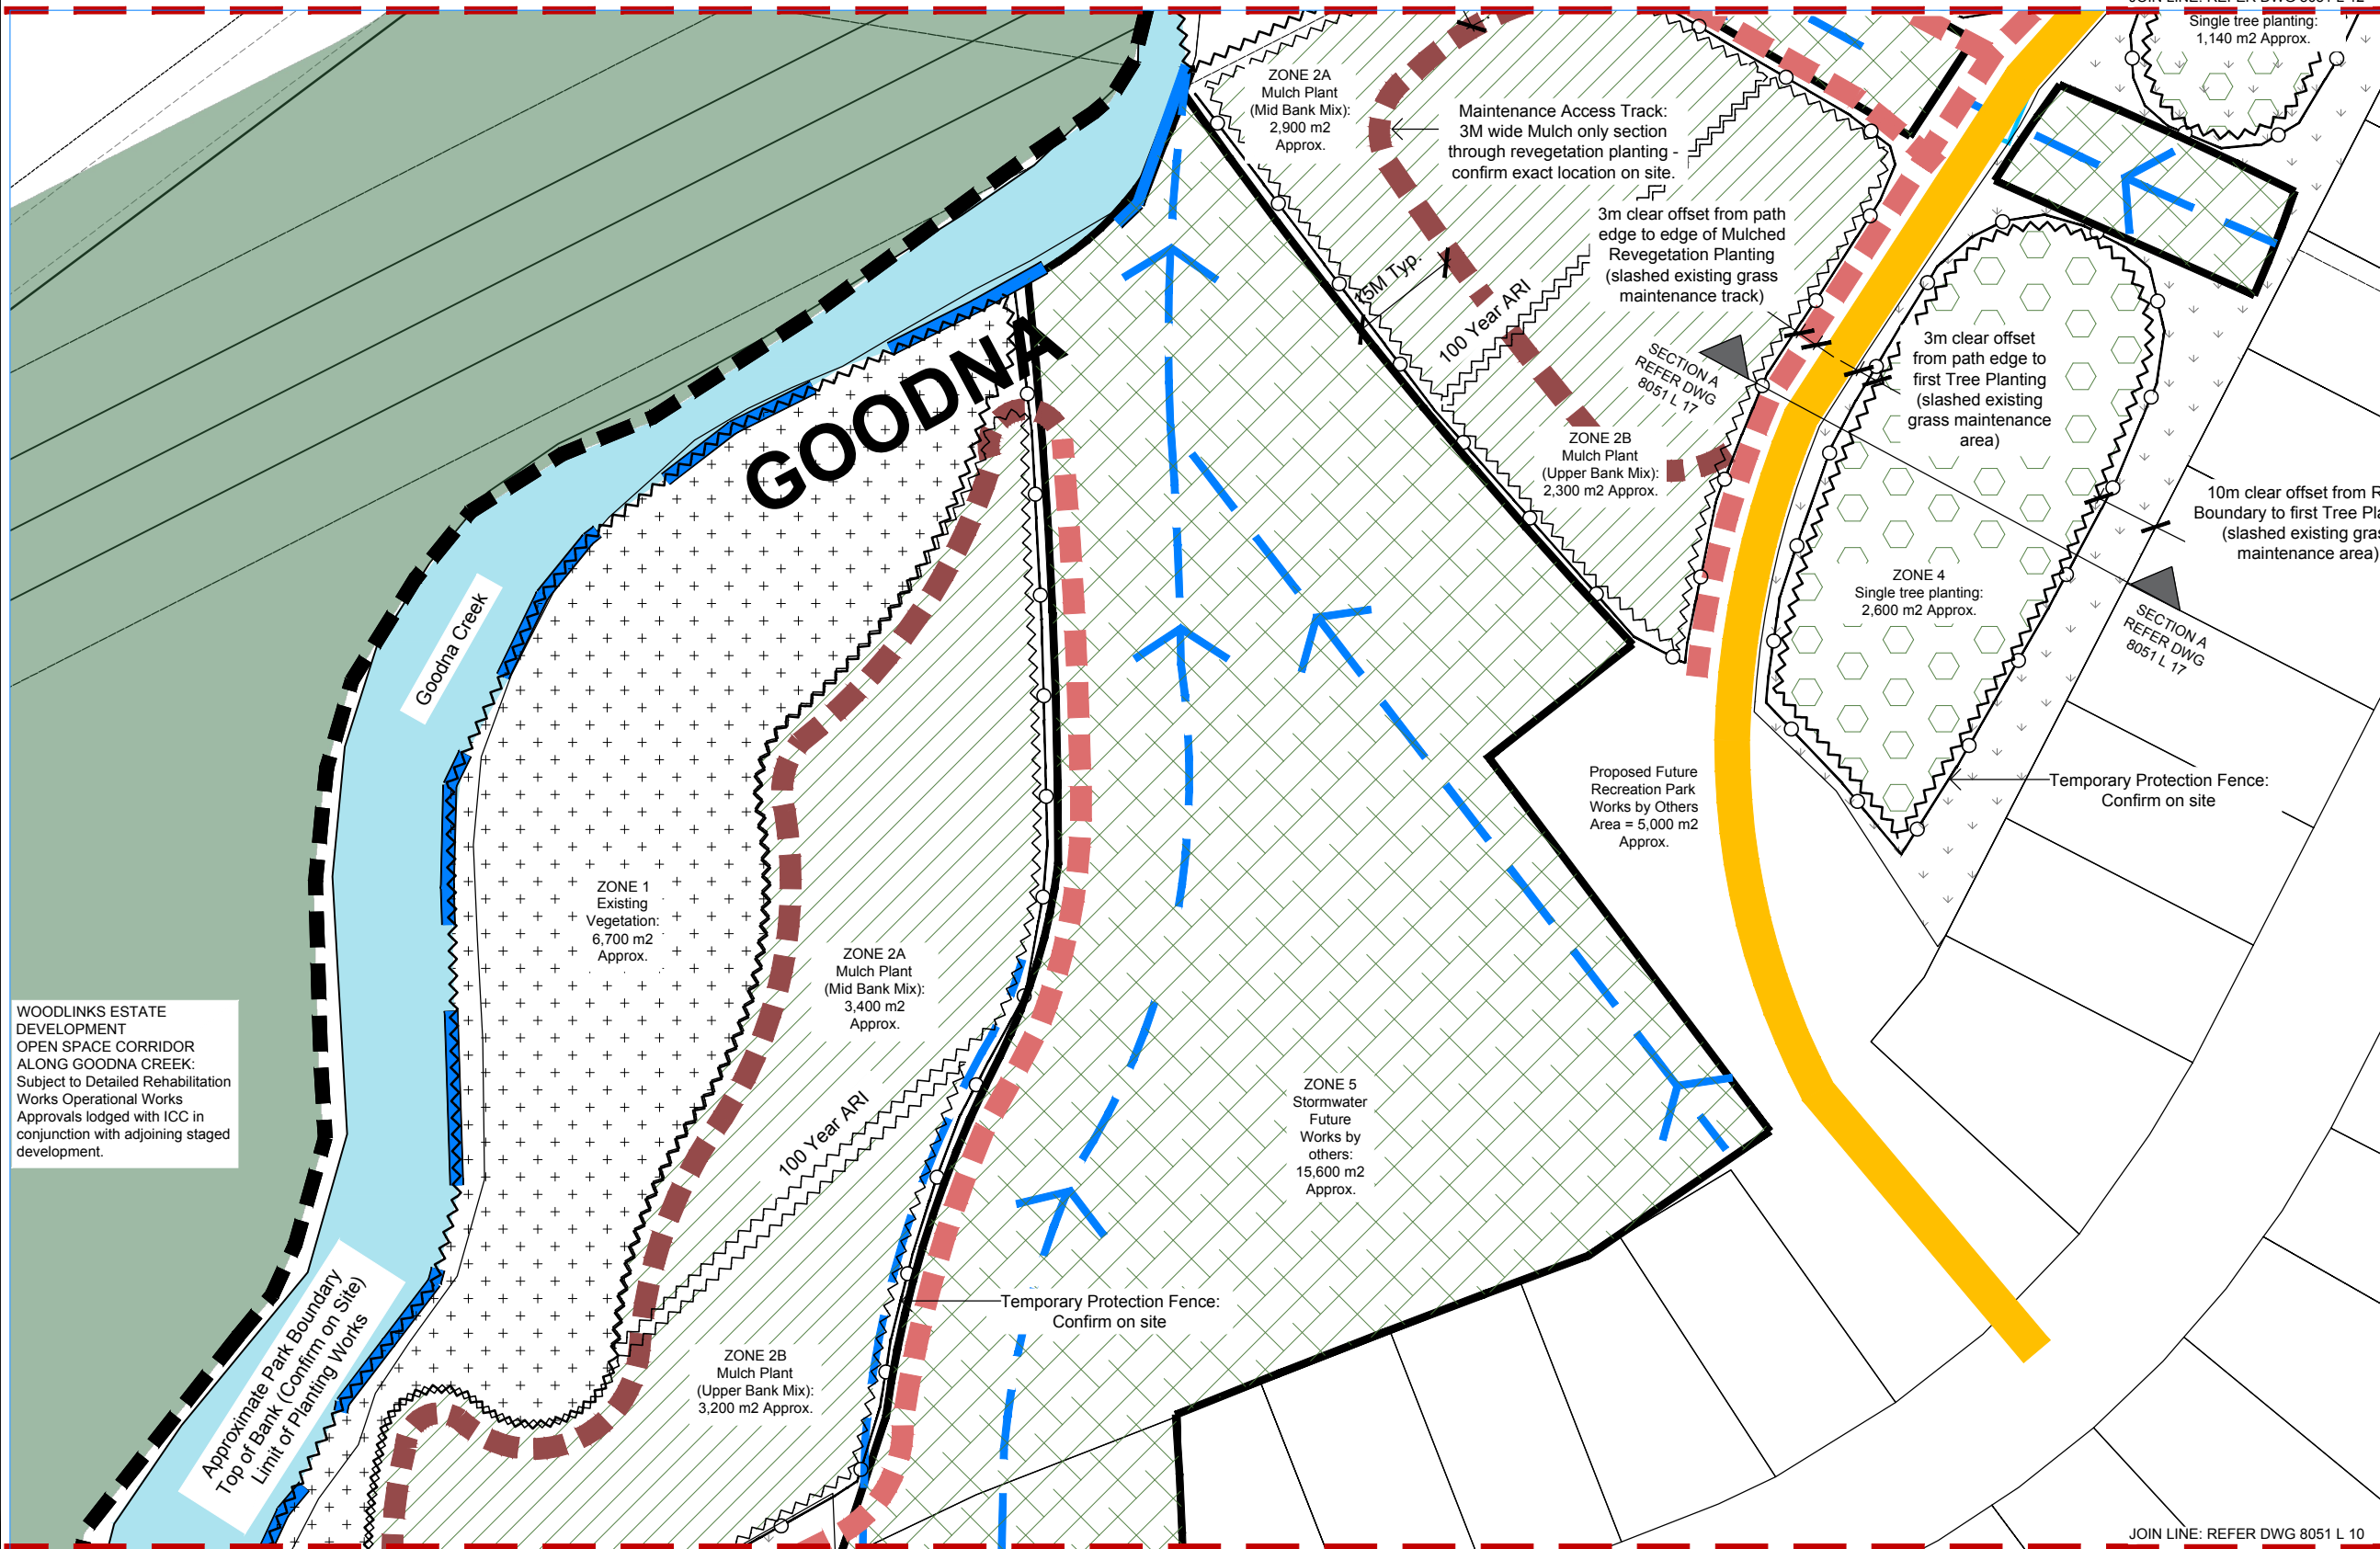 JOIN LINE: REFER DWG 8051 L 12
Single tree planting:
1,140 m2 Approx.
ZONE 2A
Mulch Plant
(Mid Bank Mix):
2,900 m2
Approx.
Maintenance Access Track:
3M wide Mulch only section
through revegetation planting -
confirm exact location on site.
3m clear offset from path
edge to edge of Mulched
Revegetation Planting
(slashed existing grass
maintenance track)
15M Typ.
100 Year ARI
SECTION A
REFER DWG
8051 L 17
3m clear offset
from path edge to
first Tree Planting
(slashed existing
grass maintenance
area)
GOODNA
ZONE 2B
Mulch Plant
(Upper Bank Mix):
2,300 m2 Approx.
10m clear offset from R
Boundary to first Tree Pla
(slashed existing gras
maintenance area)
Goodna Creek
ZONE 4
Single tree planting:
2,600 m2 Approx.
SECTION A
REFER DWG
8051 L 17
Proposed Future
Recreation Park
Works by Others
Area = 5,000 m2
Approx.
Temporary Protection Fence:
Confirm on site
ZONE 1
Existing
Vegetation:
6,700 m2
Approx.
ZONE 2A
Mulch Plant
(Mid Bank Mix):
3,400 m2
Approx.
WOODLINKS ESTATE
DEVELOPMENT
OPEN SPACE CORRIDOR
ALONG GOODNA CREEK:
Subject to Detailed Rehabilitation
Works Operational Works
Approvals lodged with ICC in
conjunction with adjoining staged
development.
100 Year ARI
ZONE 5
Stormwater
Future
Works by
others:
15,600 m2
Approx.
Approximate Park Boundary
Top of Bank (Confirm on Site)
Limit of Planting Works
Temporary Protection Fence:
Confirm on site
ZONE 2B
Mulch Plant
(Upper Bank Mix):
3,200 m2 Approx.
JOIN LINE: REFER DWG 8051 L 10